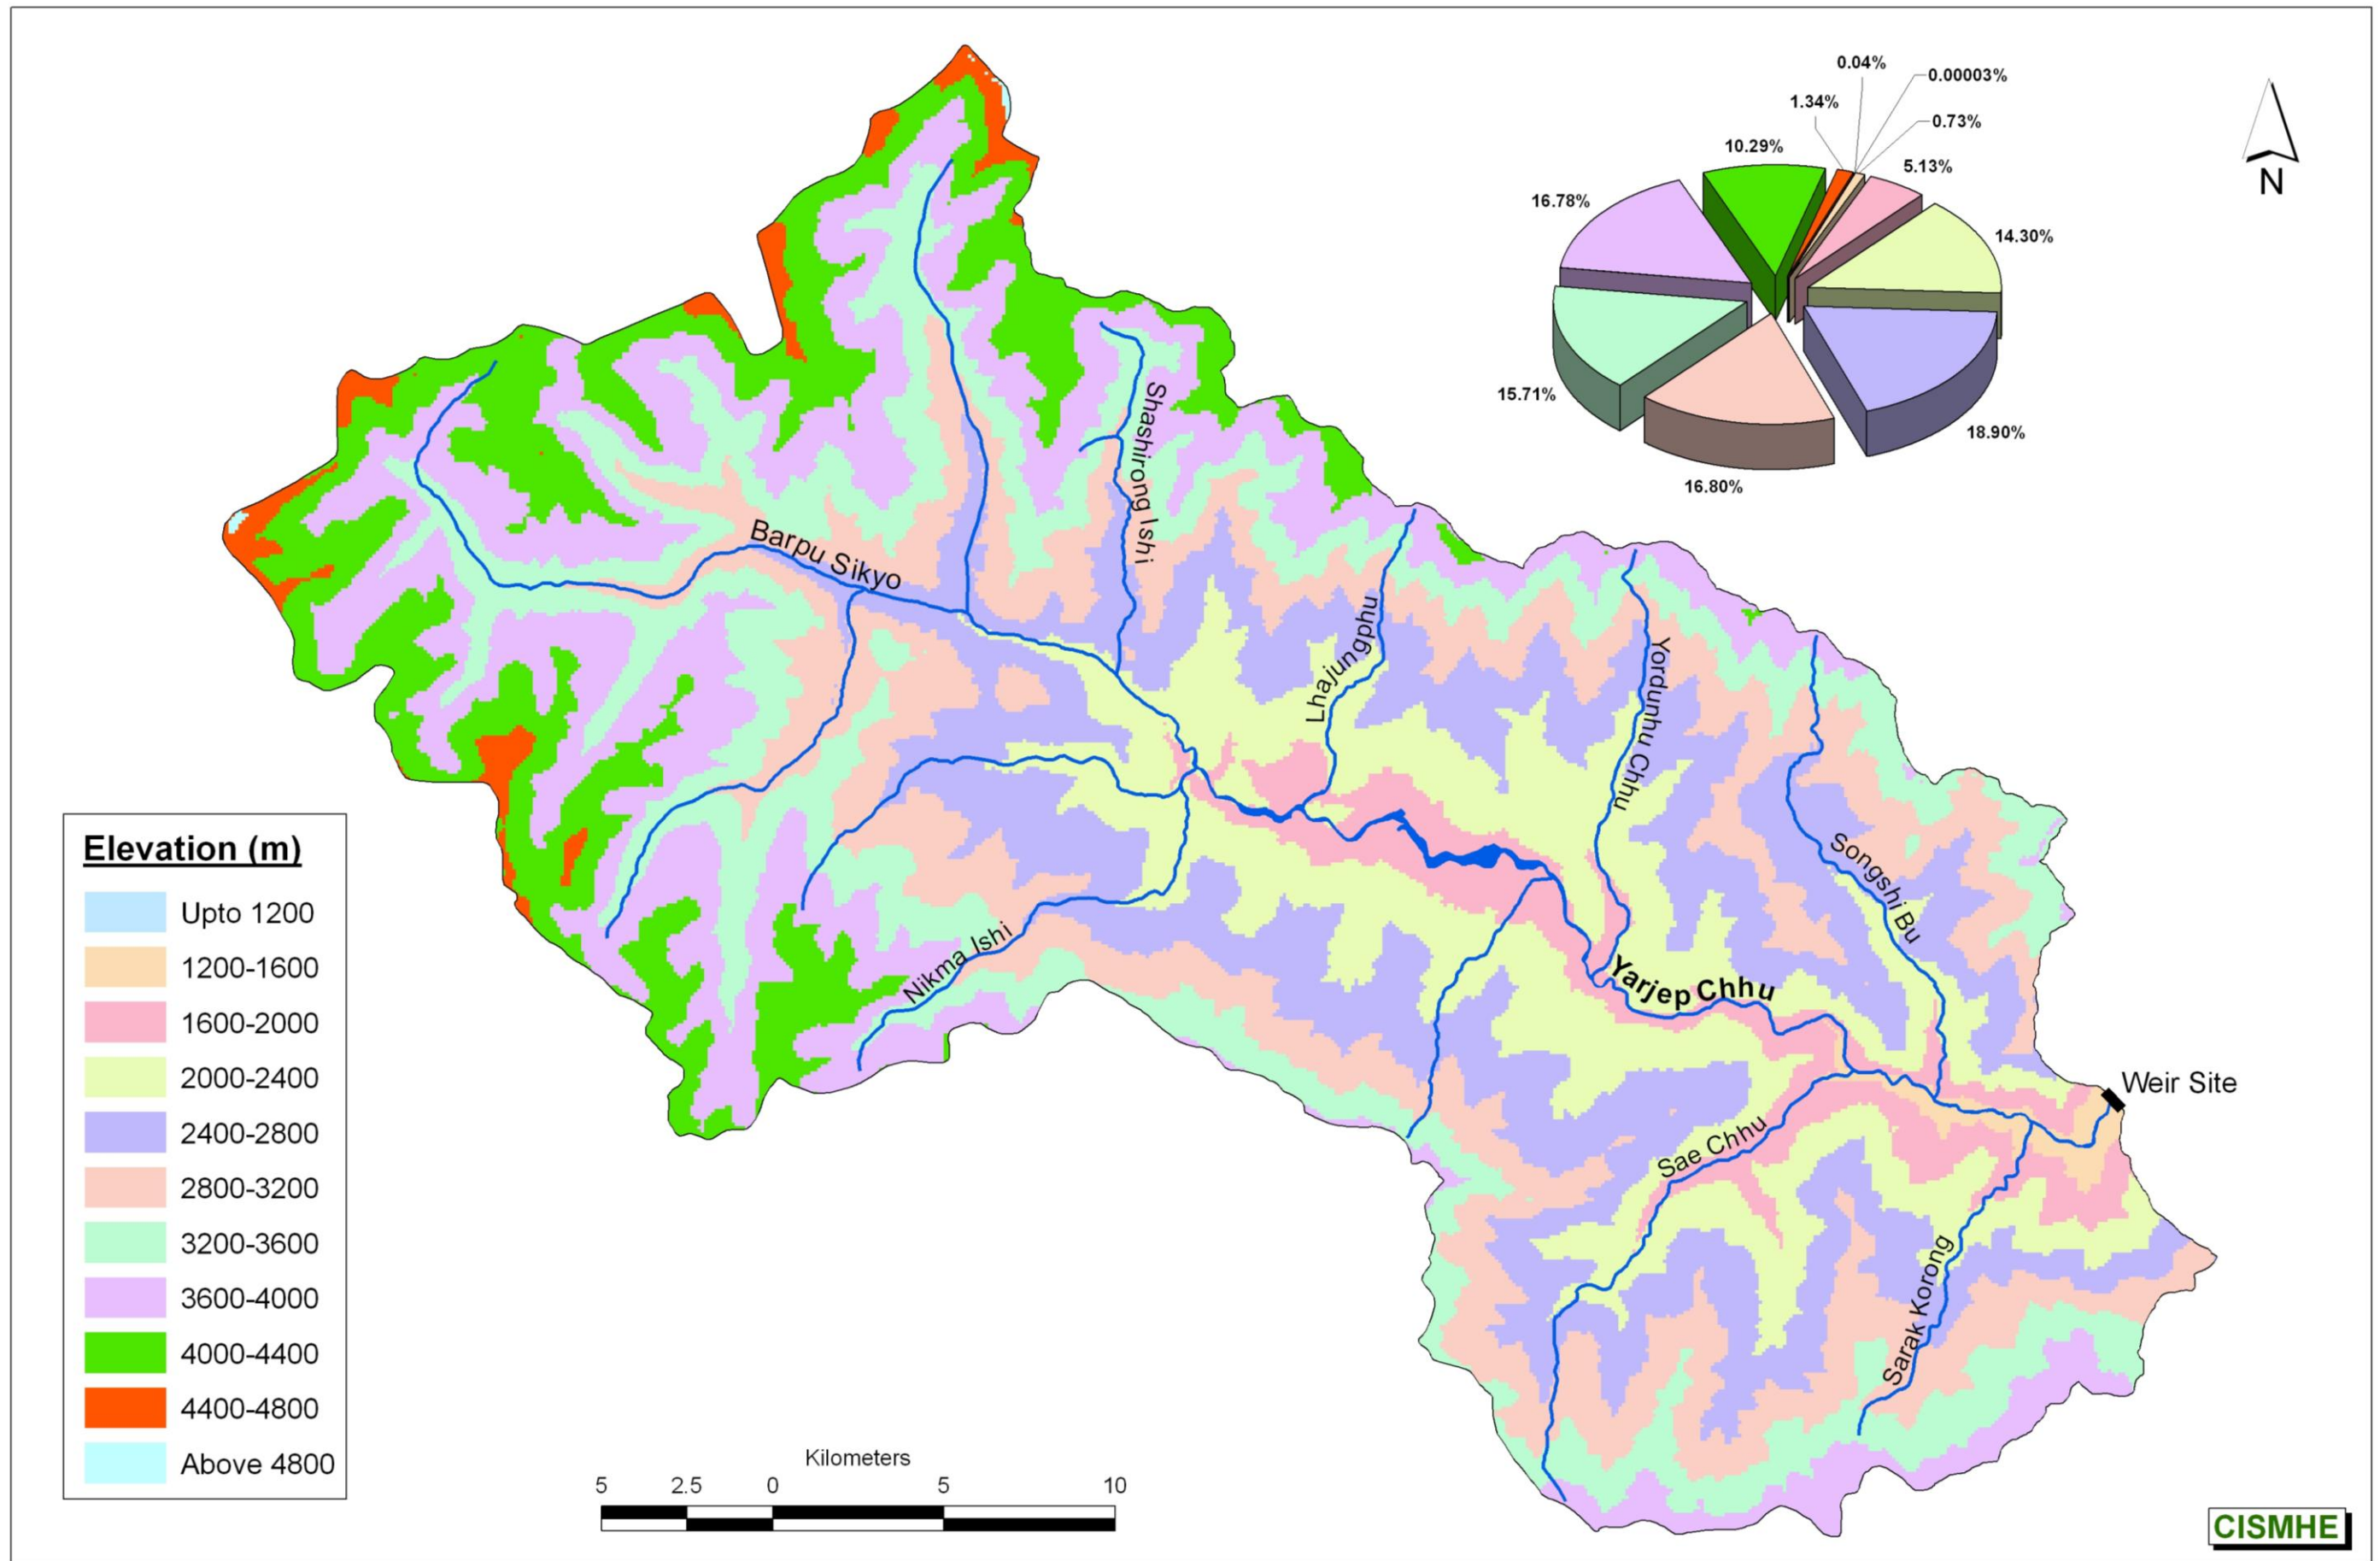 0.04%
0.00003%
1.34%
0.73%
10.29%
5.13%
16.78%
14.30%
15.71%
18.90%
16.80%
N
Shashirong Ishi
Barpu Sikyo
Lhajungphu
Yordunhu Chhu
Songshi Bu
Nikma Ishi
Yarjep Chhu
Weir Site
Sae Chhu
Sarak Korong
Elevation (m)
Upto 1200
1200-1600
1600-2000
2000-2400
2400-2800
2800-3200
3200-3600
3600-4000
4000-4400
4400-4800
Above 4800
Kilometers
5 2.5 0 5 10
CISMHE